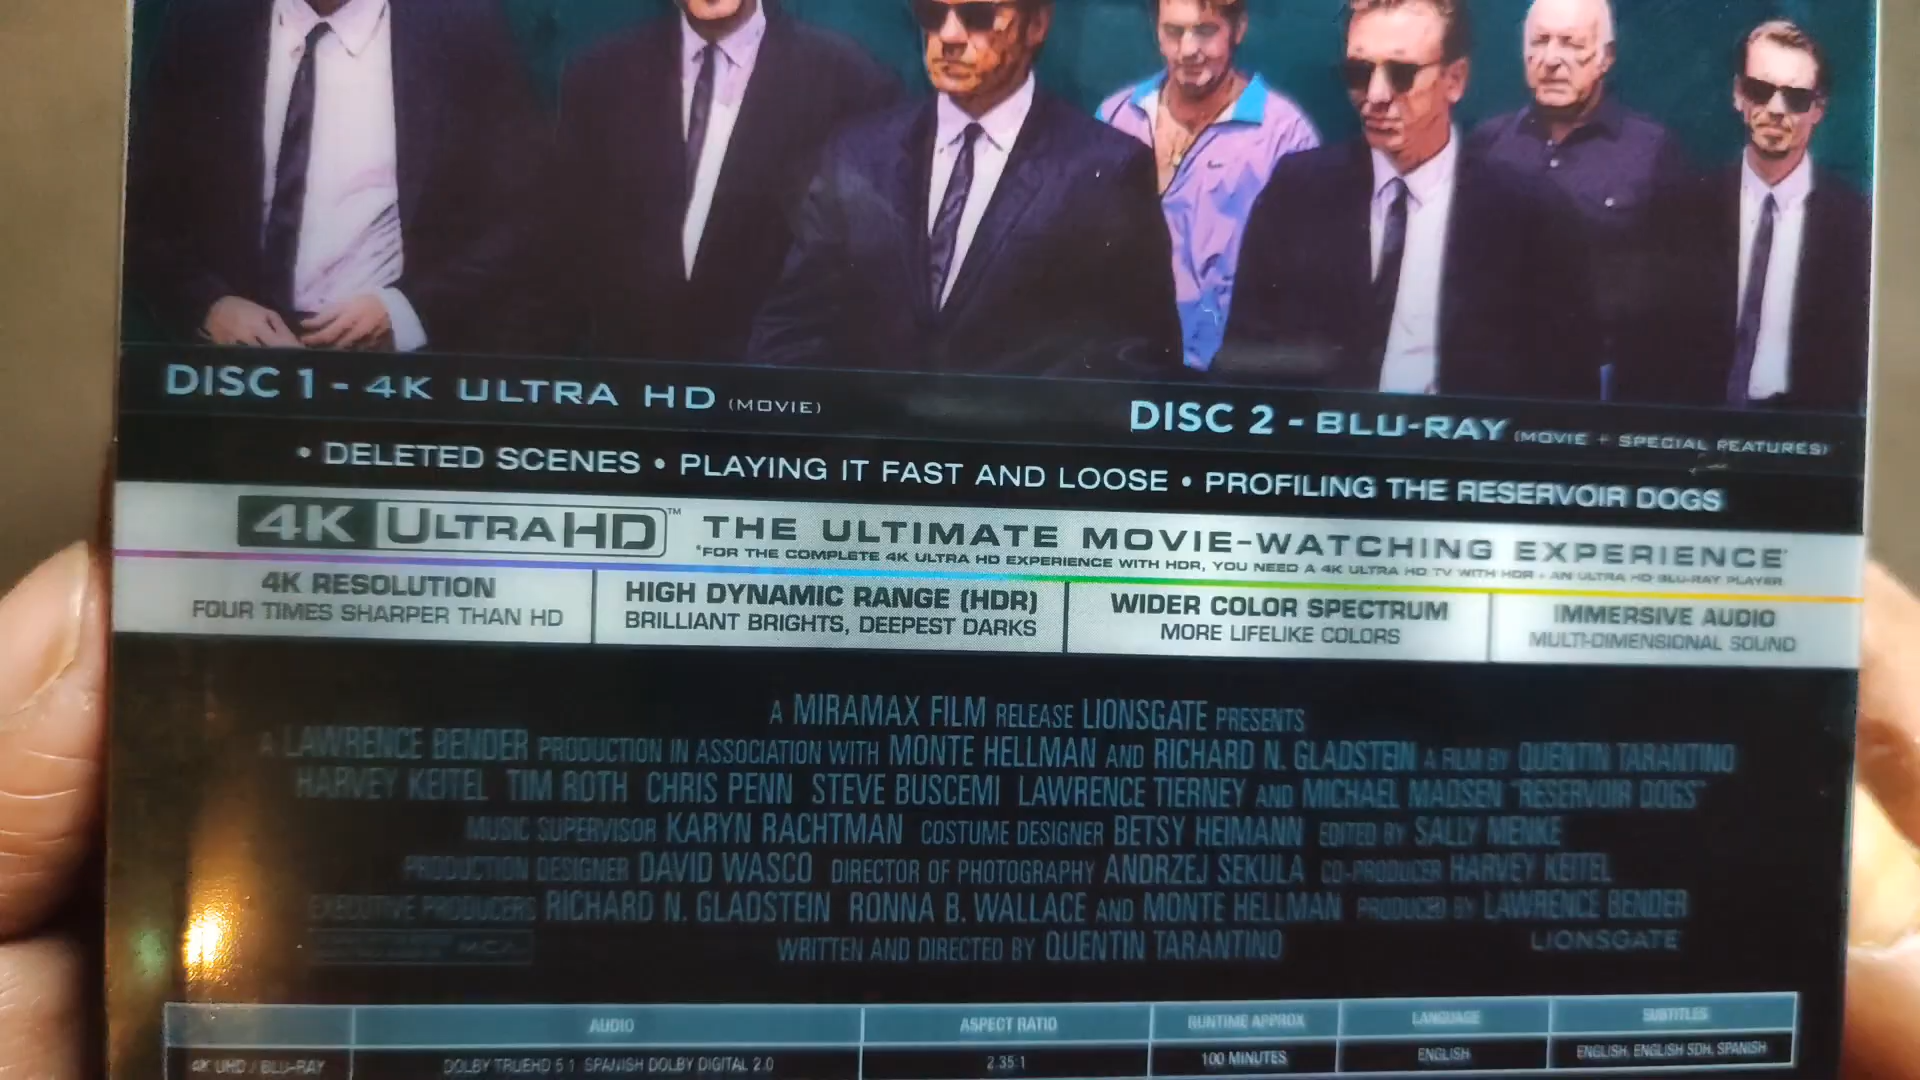 DISC 1 - 4K ULTRA HD (MOVIE)
DISC 2 - BLU-RAY (MOVIE + SPECIAL FEATURES)
• DELETED SCENES • PLAYING IT FAST AND LOOSE • PROFILING THE RESERVOIR DOGS
4K ULTRA HD™ THE ULTIMATE MOVIE-WATCHING EXPERIENCE*
*FOR THE COMPLETE 4K ULTRA HD EXPERIENCE WITH HDR, YOU NEED A 4K ULTRA HD TV WITH HDR + AN ULTRA HD BLU-RAY PLAYER
4K RESOLUTION
FOUR TIMES SHARPER THAN HD
HIGH DYNAMIC RANGE (HDR)
BRILLIANT BRIGHTS, DEEPEST DARKS
WIDER COLOR SPECTRUM
MORE LIFELIKE COLORS
IMMERSIVE AUDIO
MULTI-DIMENSIONAL SOUND
A MIRAMAX FILM RELEASE LIONSGATE PRESENTS
A LAWRENCE BENDER PRODUCTION IN ASSOCIATION WITH MONTE HELLMAN AND RICHARD N. GLADSTEIN A FILM BY QUENTIN TARANTINO
HARVEY KEITEL TIM ROTH CHRIS PENN STEVE BUSCEMI LAWRENCE TIERNEY AND MICHAEL MADSEN "RESERVOIR DOGS"
MUSIC SUPERVISOR KARYN RACHTMAN COSTUME DESIGNER BETSY HEIMANN EDITED BY SALLY MENKE
PRODUCTION DESIGNER DAVID WASCO DIRECTOR OF PHOTOGRAPHY ANDRZEJ SEKULA CO-PRODUCER HARVEY KEITEL
EXECUTIVE PRODUCERS RICHARD N. GLADSTEIN RONNA B. WALLACE AND MONTE HELLMAN PRODUCED BY LAWRENCE BENDER
WRITTEN AND DIRECTED BY QUENTIN TARANTINO
LIONSGATE
AUDIO ASPECT RATIO RUNTIME APPROX LANGUAGE SUBTITLES
4K UHD / BLU-RAY DOLBY TRUEHD 5.1 SPANISH DOLBY DIGITAL 2.0 2.35:1 100 MINUTES ENGLISH ENGLISH, ENGLISH SDH, SPANISH